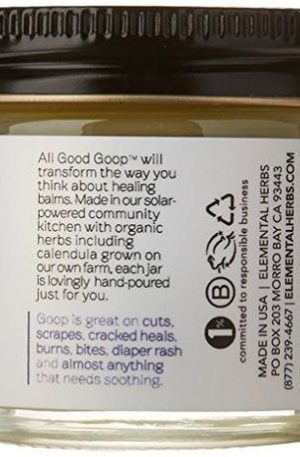 All Good Goop™ will
transform the way you
think about healing
balms. Made in our solar-
powered community
kitchen with organic
herbs including
calendula grown on
our own farm, each jar
is lovingly hand-poured
just for you.
Goop is great on cuts,
scrapes, cracked heals,
burns, bites, diaper rash
and almost anything
that needs soothing.
1% B
committed to responsible business
MADE IN USA | ELEMENTAL HERBS
PO BOX 203 MORRO BAY CA 93443
(877) 239-4667 | ELEMENTALHERBS.COM